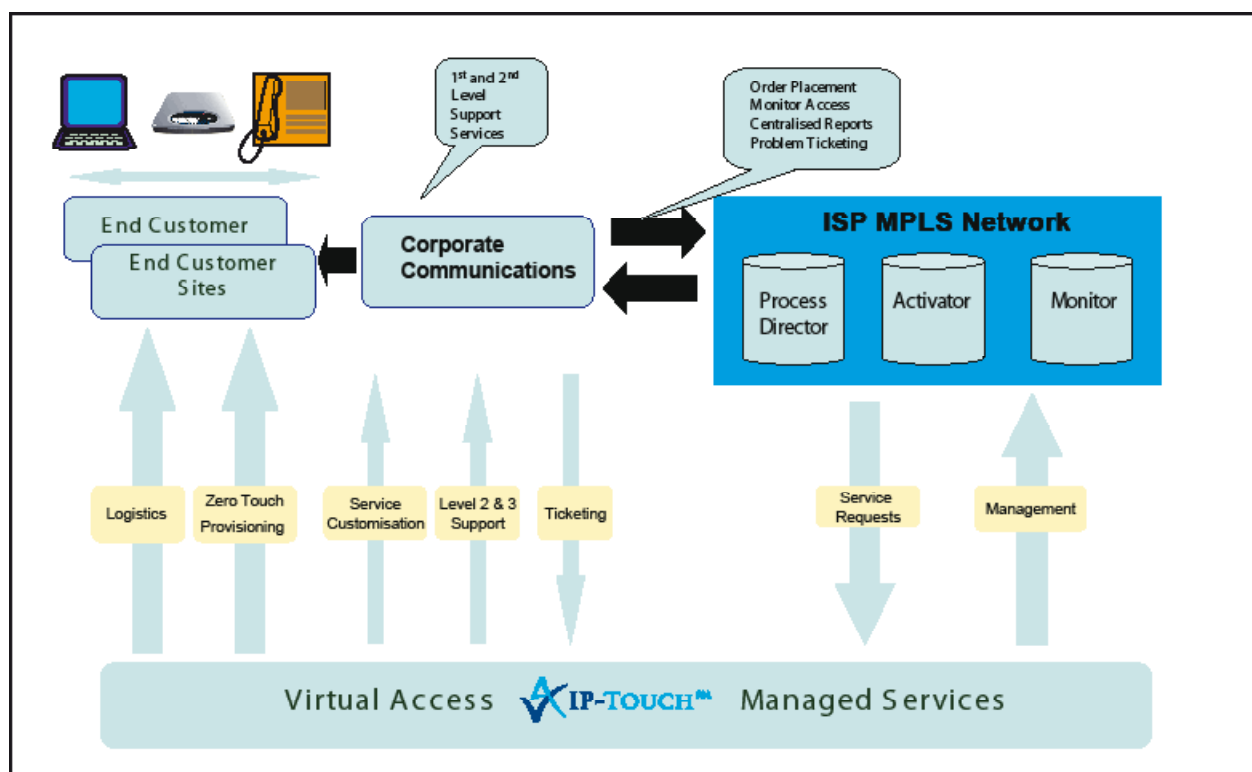 1st and 2nd
Level
Support
Services
Order Placement
Monitor Access
Centralised Reports
Problem Ticketing
End Customer
End Customer
Sites
Corporate
Communications
ISP MPLS Network
Process
Director
Activator
Monitor
Logistics
Zero Touch
Provisioning
Service
Customisation
Level 2 & 3
Support
Ticketing
Service
Requests
Management
Virtual Access IP-TOUCH Managed Services